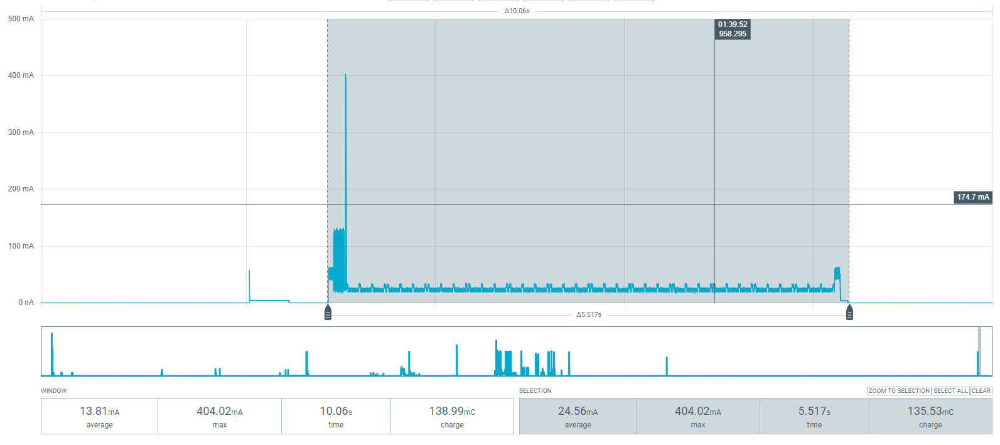 Δ10.06s
500 mA
01:39:52
958.295
400 mA
300 mA
200 mA
174.7 mA
100 mA
0 nA
Δ5.517s
WINDOW
SELECTION
ZOOM TO SELECTION SELECT ALL CLEAR
13.81mA 404.02mA 10.06s 138.99mC 24.56mA 404.02mA 5.517s 135.53mC
average max time charge average max time charge